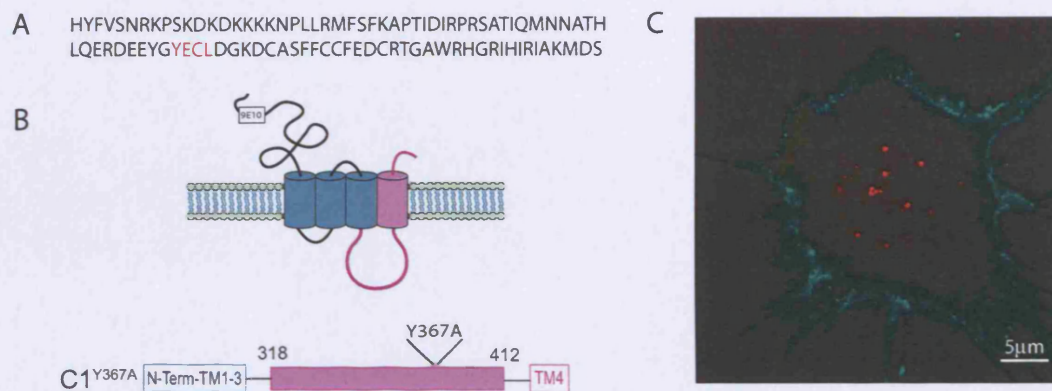 A HYFVSNRKPSKDKDKKKKNPLLRMFSFKAPTIDIRPRSATIQMNNATH
LQERDEEYGYECLDGKDCASFFCCFEDCRTGAWRHGRIHIRIAKMDS
B
9E10
C1Y367A N-Term-TM1-3 318 Y367A 412 TM4
C
5μm